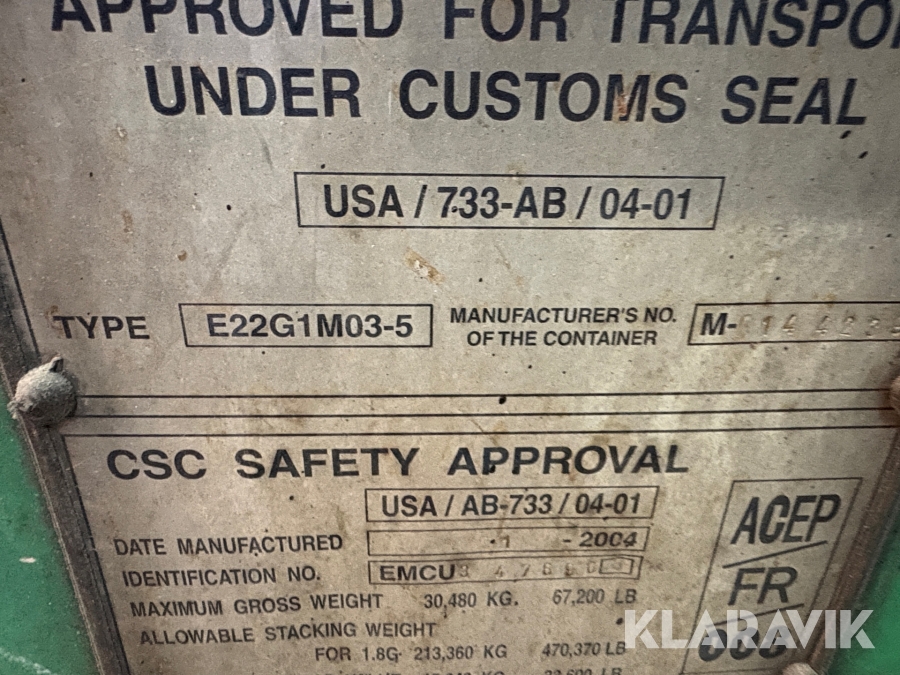 APPROVED FOR TRANSPO
UNDER CUSTOMS SEAL
USA / 733-AB / 04-01
TYPE E22G1M03-5 MANUFACTURER'S NO. OF THE CONTAINER M-
CSC SAFETY APPROVAL
USA / AB-733 / 04-01
DATE MANUFACTURED 1 - 2004
IDENTIFICATION NO. EMCU
MAXIMUM GROSS WEIGHT 30,480 KG. 67,200 LB
ALLOWABLE STACKING WEIGHT
FOR 1.8G 213,360 KG 470,370 LB
ACEP
FR
KLARAVIK